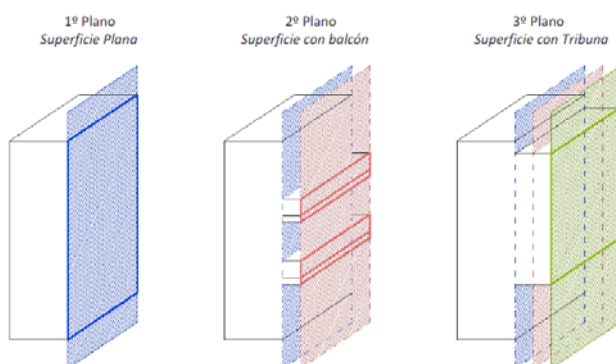 1º Plano
Superficie Plana
2º Plano
Superficie con balcón
3º Plano
Superficie con Tribuna